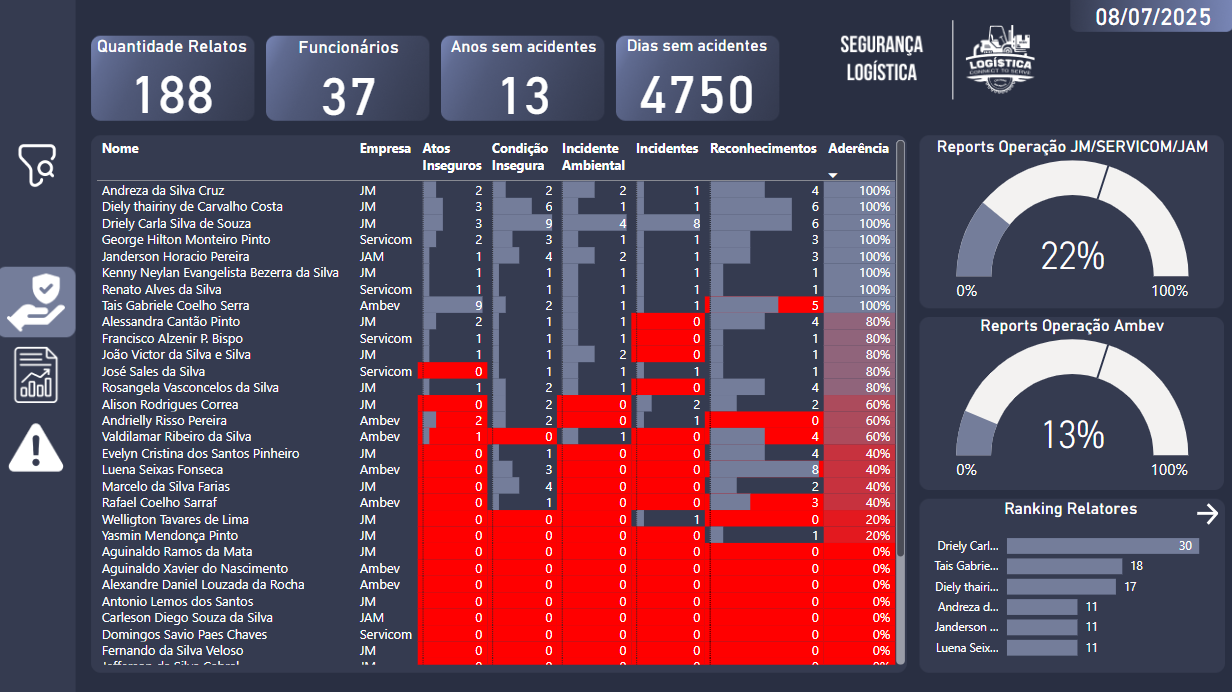 08/07/2025
Quantidade Relatos
188
Funcionários
37
Anos sem acidentes
13
Dias sem acidentes
4750
SEGURANÇA
LOGÍSTICA
LOGÍSTICA
CONNECT TO SERVE
Nome Empresa Atos Inseguros Condição Insegura Incidente Ambiental Incidentes Reconhecimentos Aderência
Andreza da Silva Cruz JM 2 2 2 1 4 100%
Diely thairiny de Carvalho Costa JM 3 6 1 1 6 100%
Driely Carla Silva de Souza JM 3 9 4 8 6 100%
George Hilton Monteiro Pinto Servicom 2 3 1 1 3 100%
Janderson Horacio Pereira JAM 1 4 2 1 3 100%
Kenny Neylan Evangelista Bezerra da Silva JM 1 1 1 1 1 100%
Renato Alves da Silva Servicom 1 1 1 1 1 100%
Tais Gabriele Coelho Serra Ambev 9 2 1 1 5 100%
Alessandra Cantão Pinto JM 2 1 1 0 4 80%
Francisco Alzenir P. Bispo Servicom 1 1 1 0 1 80%
João Victor da Silva e Silva JM 1 1 2 0 1 80%
José Sales da Silva Servicom 0 1 1 1 1 80%
Rosangela Vasconcelos da Silva JM 1 2 1 0 4 80%
Alison Rodrigues Correa JM 0 2 0 2 2 60%
Andrielly Risso Pereira Ambev 2 2 0 1 0 60%
Valdilamar Ribeiro da Silva Ambev 1 0 1 0 4 60%
Evelyn Cristina dos Santos Pinheiro JM 0 1 0 0 4 40%
Luena Seixas Fonseca Ambev 0 3 0 0 8 40%
Marcelo da Silva Farias JM 0 4 0 0 2 40%
Rafael Coelho Sarraf Ambev 0 1 0 0 3 40%
Welligton Tavares de Lima JM 0 0 0 1 0 20%
Yasmin Mendonça Pinto JM 0 0 0 0 1 20%
Aguinaldo Ramos da Mata JM 0 0 0 0 0 0%
Aguinaldo Xavier do Nascimento Ambev 0 0 0 0 0 0%
Alexandre Daniel Louzada da Rocha Ambev 0 0 0 0 0 0%
Antonio Lemos dos Santos JM 0 0 0 0 0 0%
Carleson Diego Souza da Silva JAM 0 0 0 0 0 0%
Domingos Savio Paes Chaves Servicom 0 0 0 0 0 0%
Fernando da Silva Veloso JM 0 0 0 0 0 0%
Reports Operação JM/SERVICOM/JAM
22%
0% 100%
Reports Operação Ambev
13%
0% 100%
Ranking Relatores
Driely Carl... 30
Tais Gabrie... 18
Diely thairi... 17
Andreza d... 11
Janderson ... 11
Luena Seix... 11